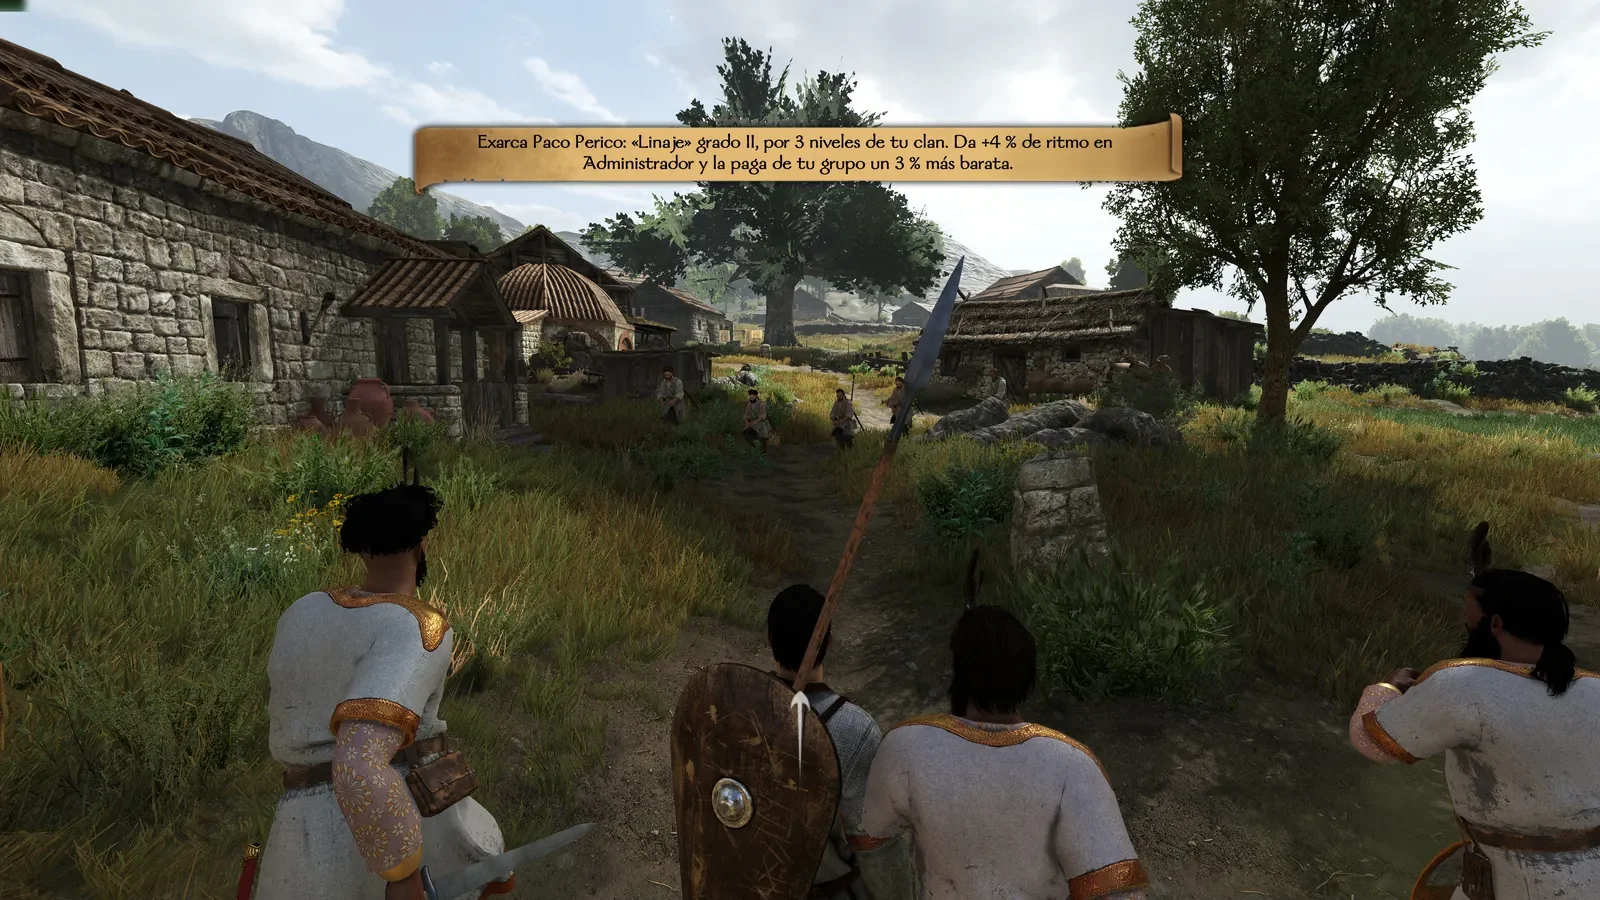 Exarca Paco Perico: «Linaje» grado II, por 3 niveles de tu clan. Da +4 % de ritmo en
Administrador y la paga de tu grupo un 3 % más barata.